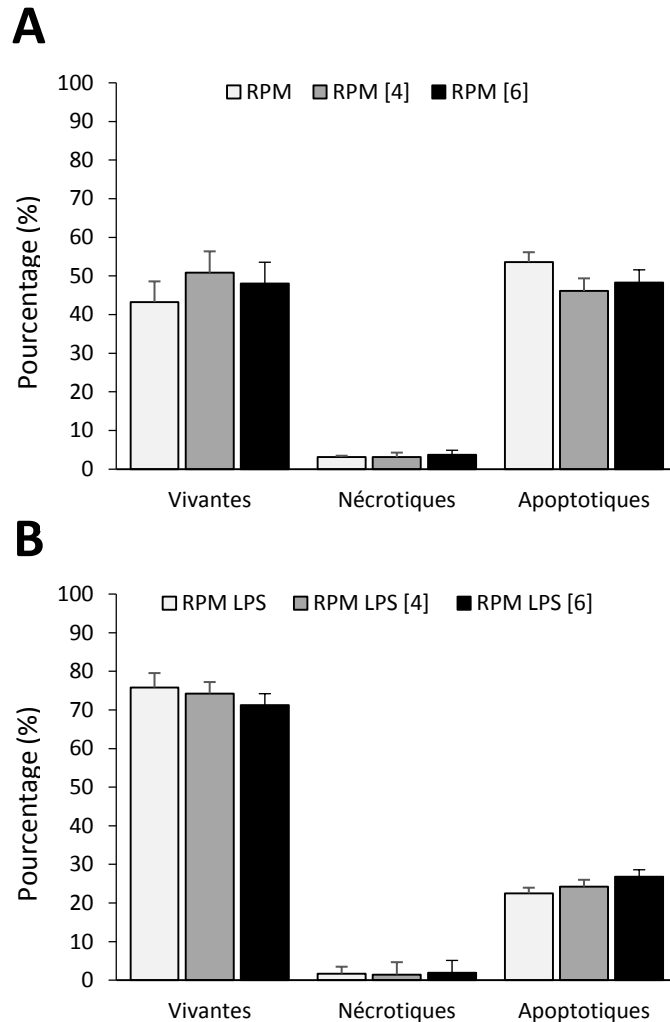 A
100
90
80
70
60
50
40
30
20
10
0
Pourcentage (%)
RPM RPM [4] RPM [6]
Vivantes Nécrotiques Apoptotiques
B
100
90
80
70
60
50
40
30
20
10
0
Pourcentage (%)
RPM LPS RPM LPS [4] RPM LPS [6]
Vivantes Nécrotiques Apoptotiques